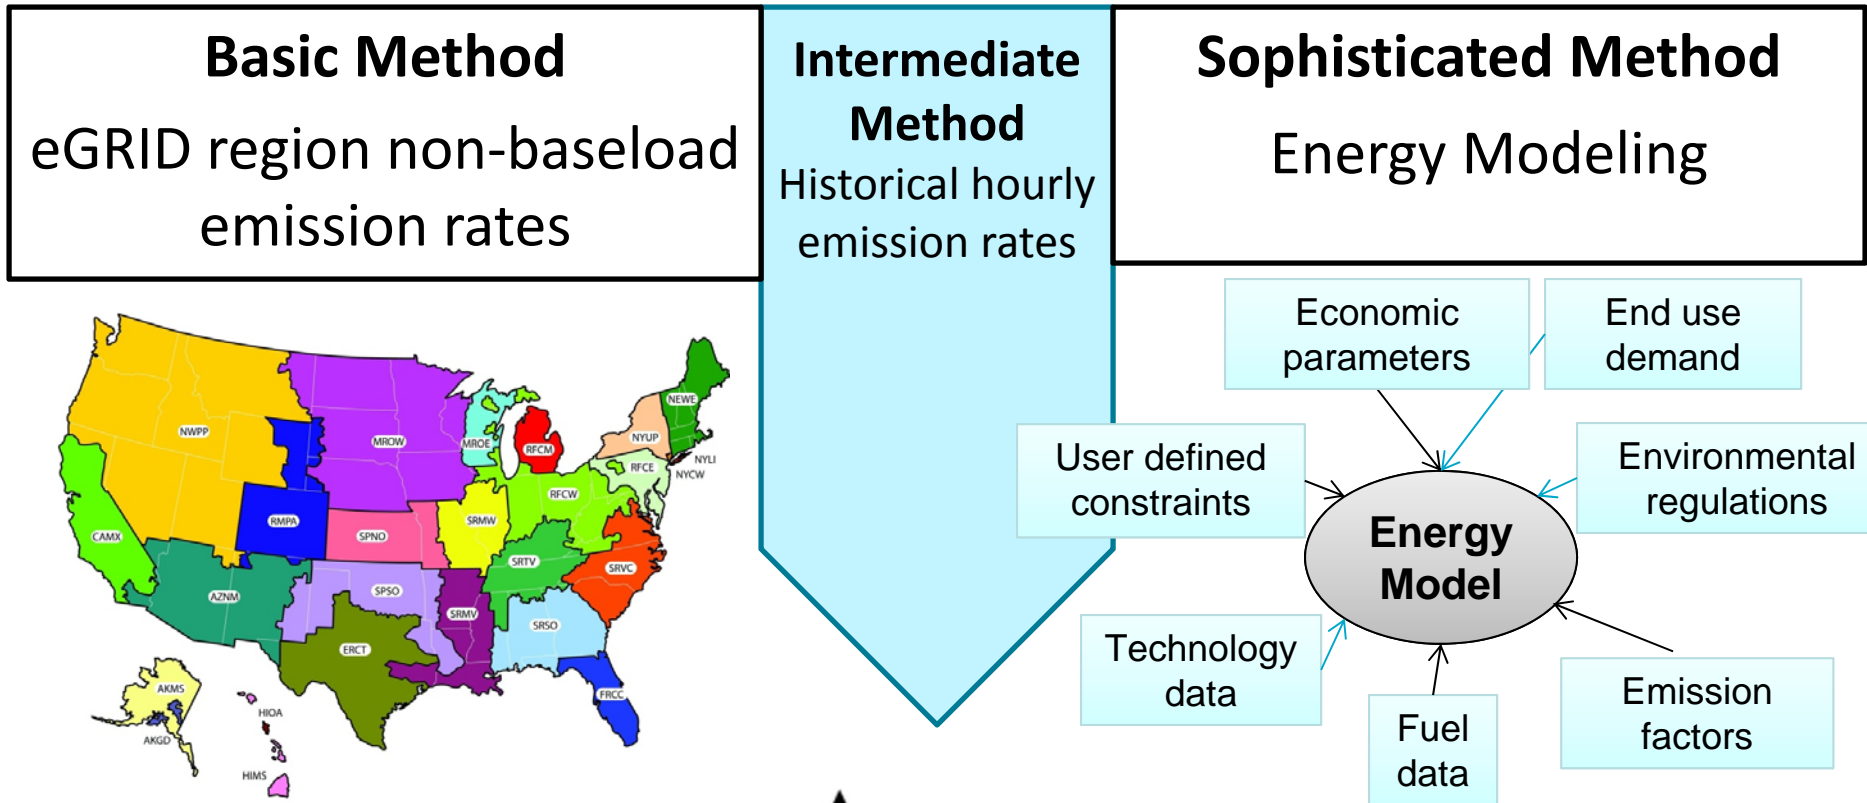 Basic Method
eGRID region non-baseload
emission rates
Intermediate
Method
Historical hourly
emission rates
Sophisticated Method
Energy Modeling
NWPP
MROW
MROE
RFCM
NEWE
NYUP
NYLI
NYCW
RFCE
RFCW
CAMX
RMPA
SPNO
SRMW
SRTV
SRVC
AZNM
SPSO
SRMV
SRSO
ERCT
FRCC
AKMS
AKGD
HIOA
HIMS
Economic
parameters
End use
demand
User defined
constraints
Environmental
regulations
Energy
Model
Technology
data
Fuel
data
Emission
factors